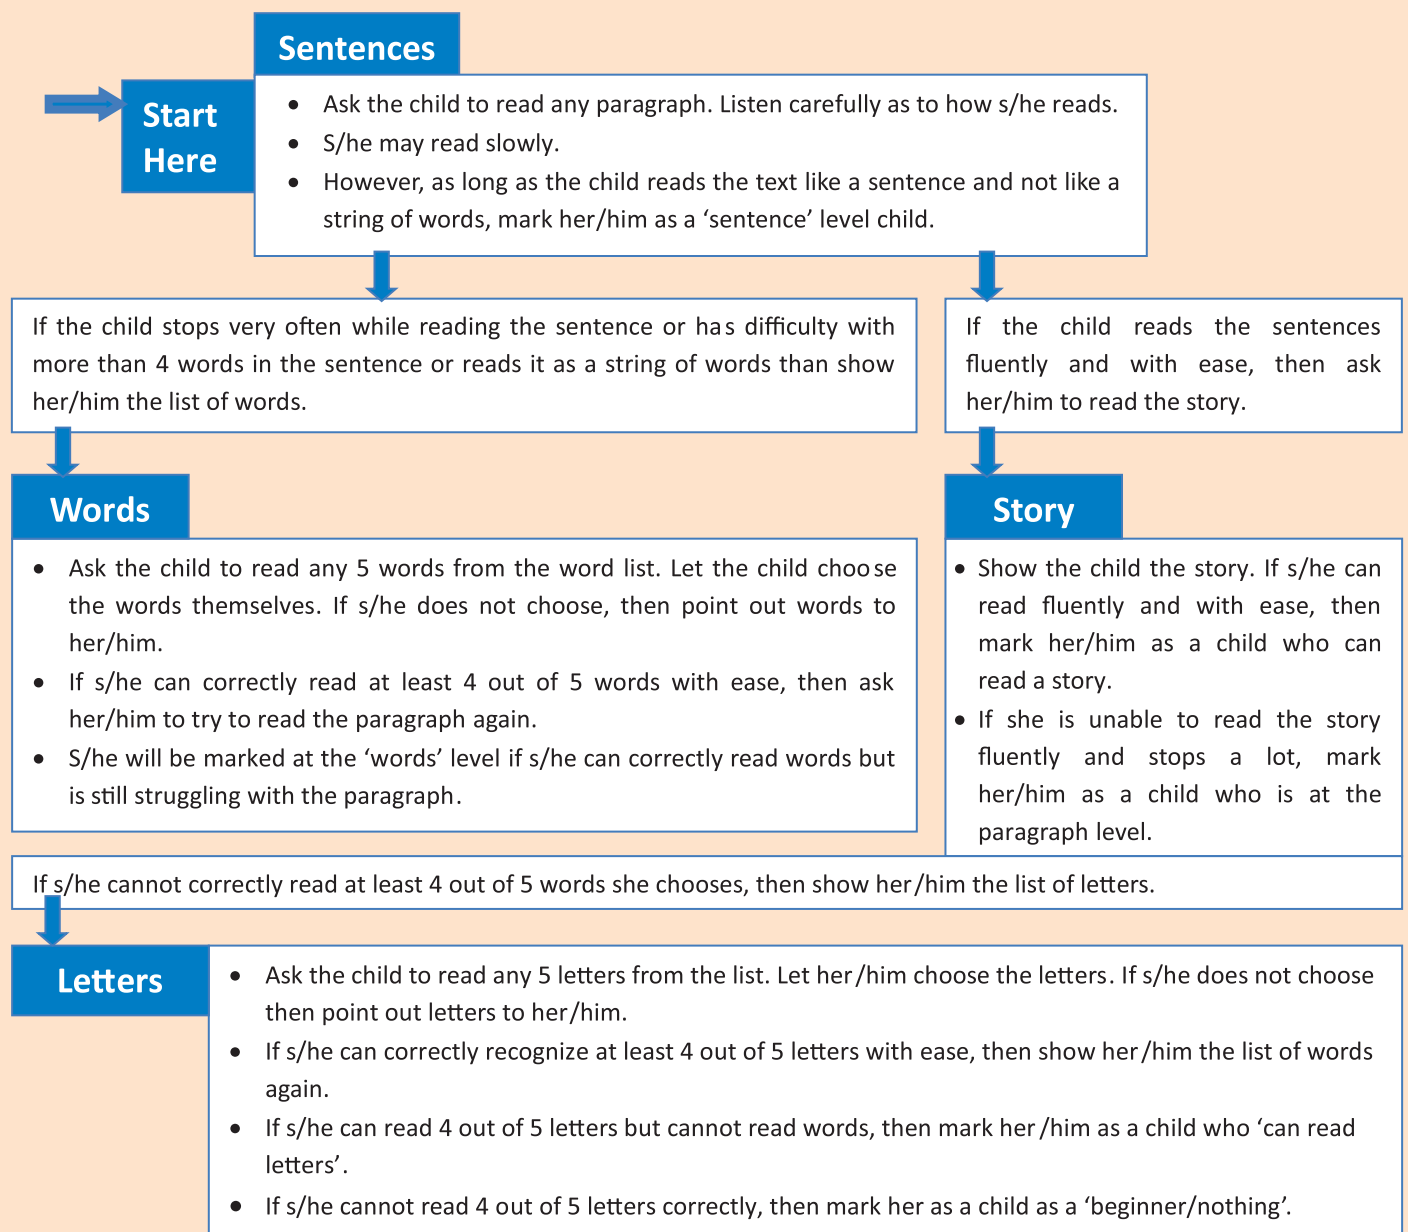 Sentences
Start
Here
• Ask the child to read any paragraph. Listen carefully as to how s/he reads.
• S/he may read slowly.
• However, as long as the child reads the text like a sentence and not like a
string of words, mark her/him as a ‘sentence’ level child.
If the child stops very often while reading the sentence or has difficulty with
more than 4 words in the sentence or reads it as a string of words than show
her/him the list of words.
If the child reads the sentences
fluently and with ease, then ask
her/him to read the story.
Words
• Ask the child to read any 5 words from the word list. Let the child choose
the words themselves. If s/he does not choose, then point out words to
her/him.
• If s/he can correctly read at least 4 out of 5 words with ease, then ask
her/him to try to read the paragraph again.
• S/he will be marked at the ‘words’ level if s/he can correctly read words but
is still struggling with the paragraph.
Story
• Show the child the story. If s/he can
read fluently and with ease, then
mark her/him as a child who can
read a story.
• If she is unable to read the story
fluently and stops a lot, mark
her/him as a child who is at the
paragraph level.
If s/he cannot correctly read at least 4 out of 5 words she chooses, then show her/him the list of letters.
Letters
• Ask the child to read any 5 letters from the list. Let her/him choose the letters. If s/he does not choose
then point out letters to her/him.
• If s/he can correctly recognize at least 4 out of 5 letters with ease, then show her/him the list of words
again.
• If s/he can read 4 out of 5 letters but cannot read words, then mark her/him as a child who ‘can read
letters’.
• If s/he cannot read 4 out of 5 letters correctly, then mark her as a child as a ‘beginner/nothing’.